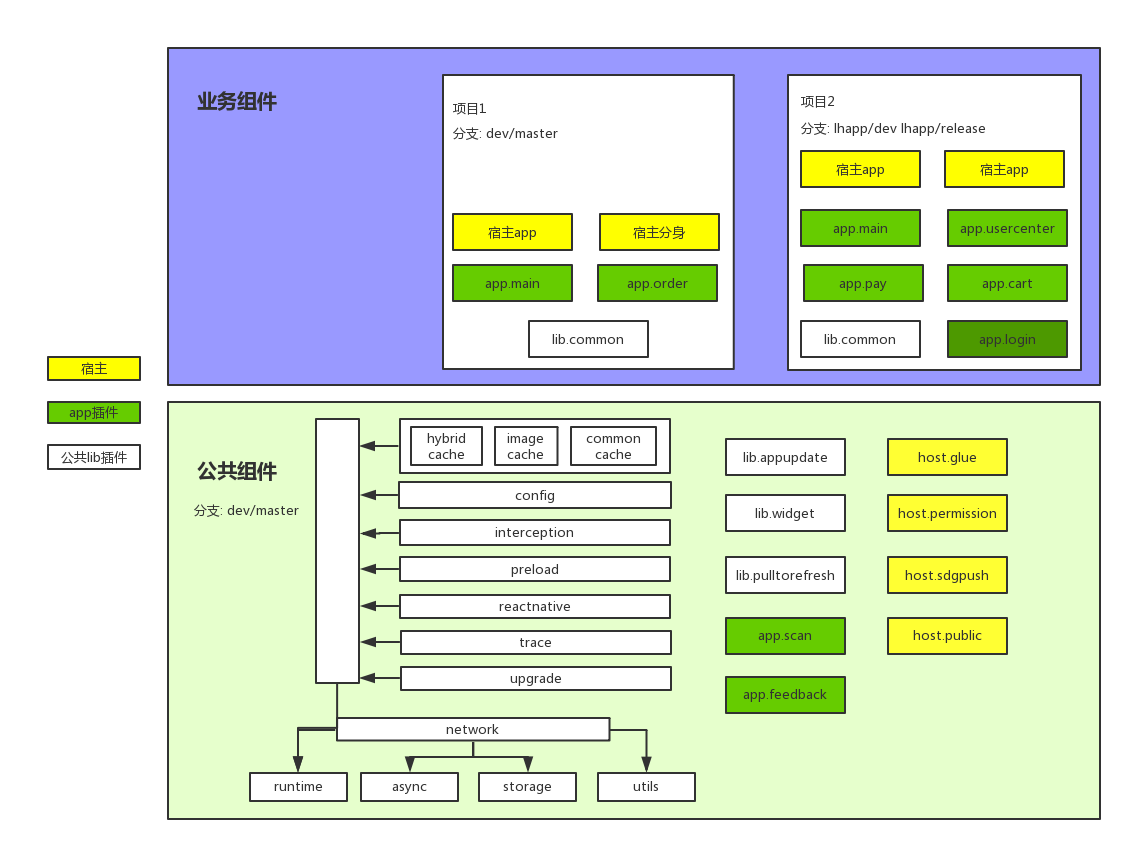 业务组件
项目1
分支: dev/master
宿主app
宿主分身
app.main
app.order
lib.common
项目2
分支: lhapp/dev lhapp/release
宿主app
宿主app
app.main
app.usercenter
app.pay
app.cart
lib.common
app.login
宿主
app插件
公共lib插件
公共组件
分支: dev/master
hybrid
cache
image
cache
common
cache
config
interception
preload
reactnative
trace
upgrade
network
runtime
async
storage
utils
lib.appupdate
host.glue
lib.widget
host.permission
lib.pulltorefresh
host.sdgpush
app.scan
host.public
app.feedback